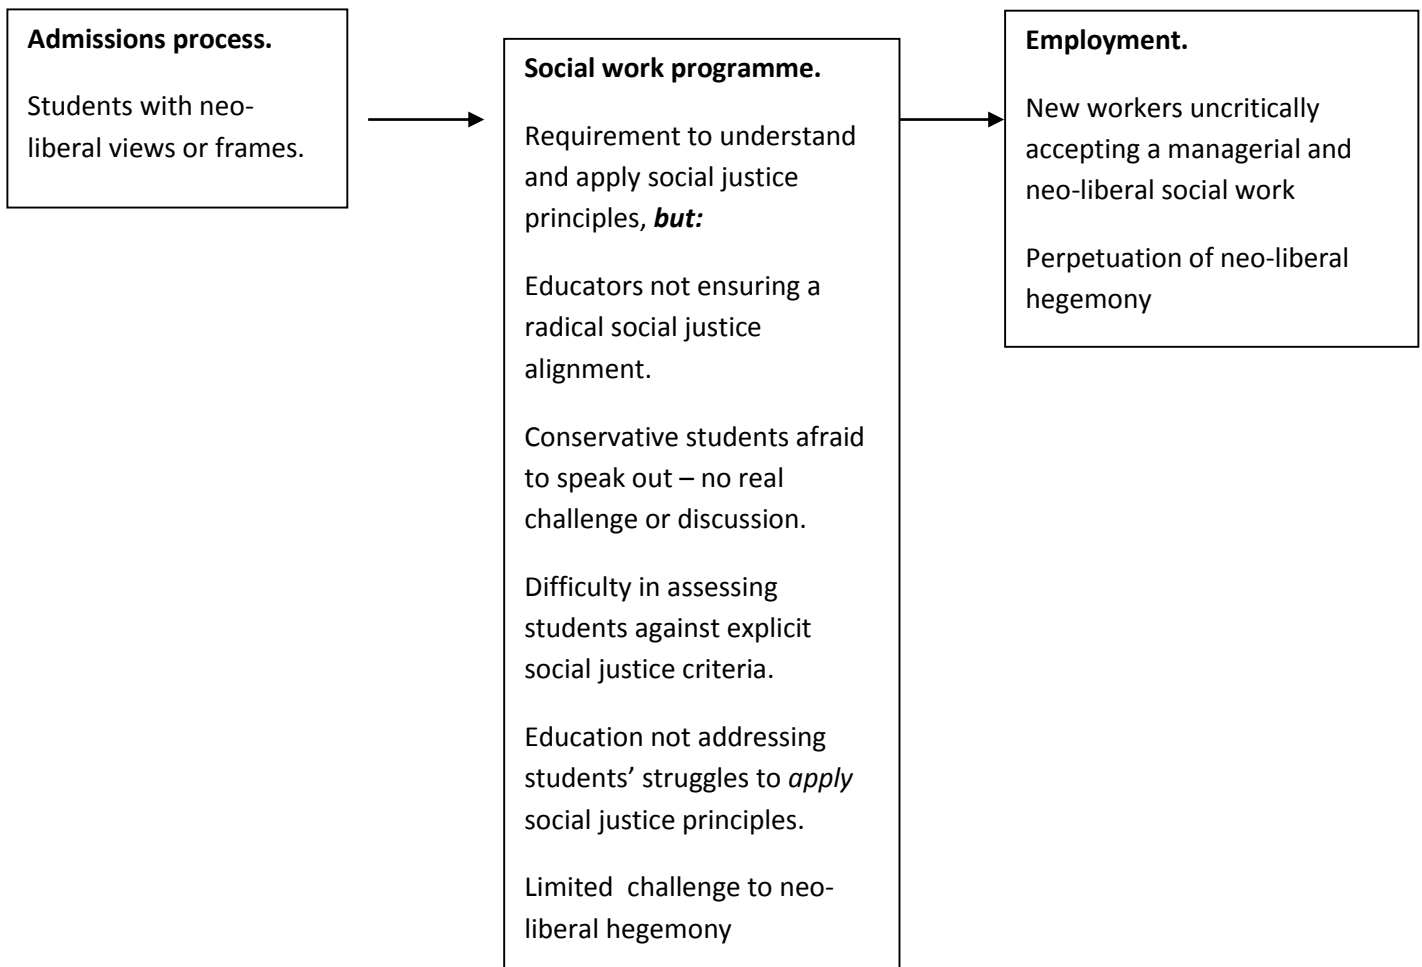 Admissions process.
Students with neo-
liberal views or frames.
Social work programme.
Requirement to understand
and apply social justice
principles, but:
Educators not ensuring a
radical social justice
alignment.
Conservative students afraid
to speak out – no real
challenge or discussion.
Difficulty in assessing
students against explicit
social justice criteria.
Education not addressing
students’ struggles to apply
social justice principles.
Limited  challenge to neo-
liberal hegemony
Employment.
New workers uncritically
accepting a managerial and
neo-liberal social work
Perpetuation of neo-liberal
hegemony